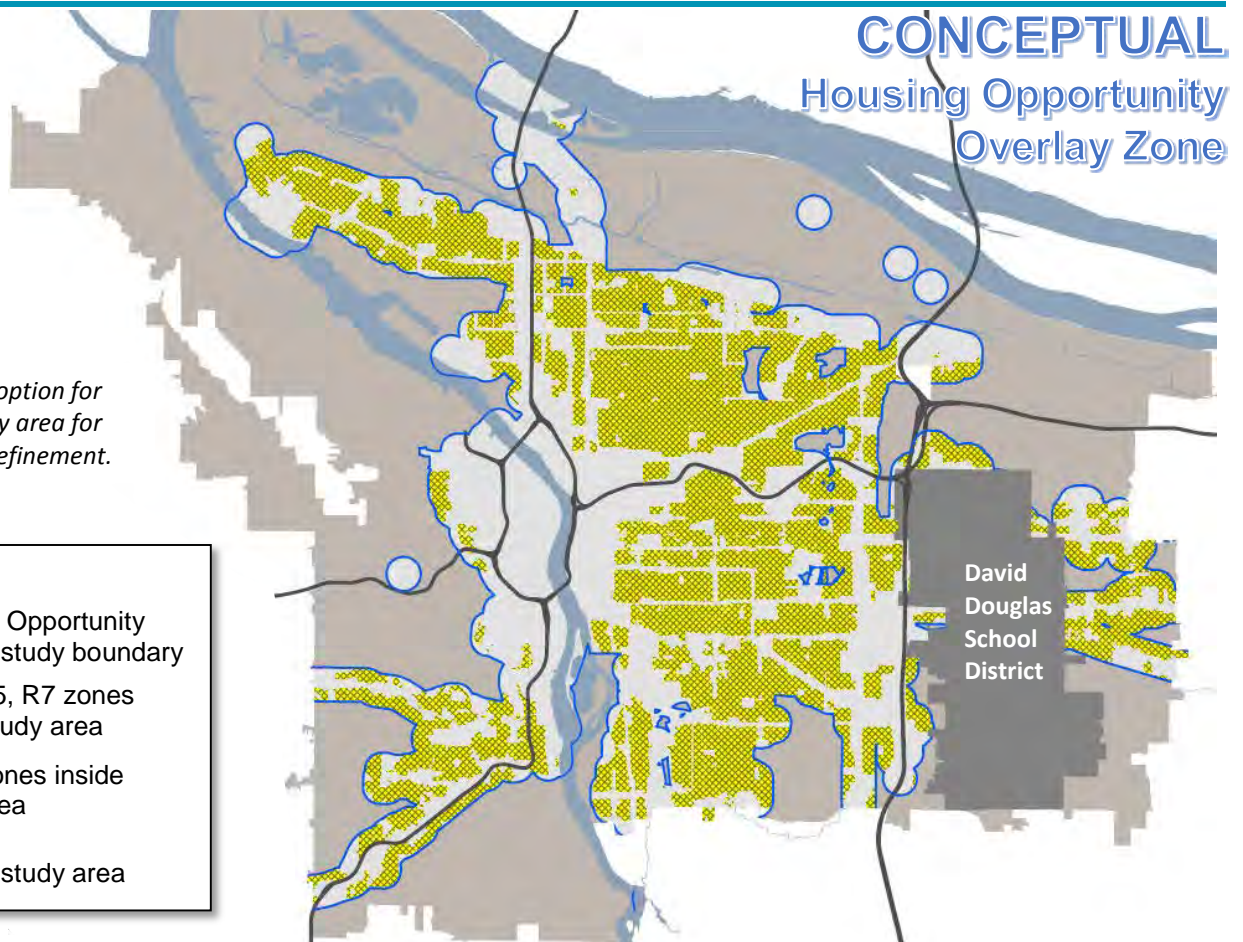 CONCEPTUAL
Housing Opportunity
Overlay Zone
option for
area for
efinement.
Opportunity
study boundary
5, R7 zones
udy area
ones inside
ea
study area
David
Douglas
School
District